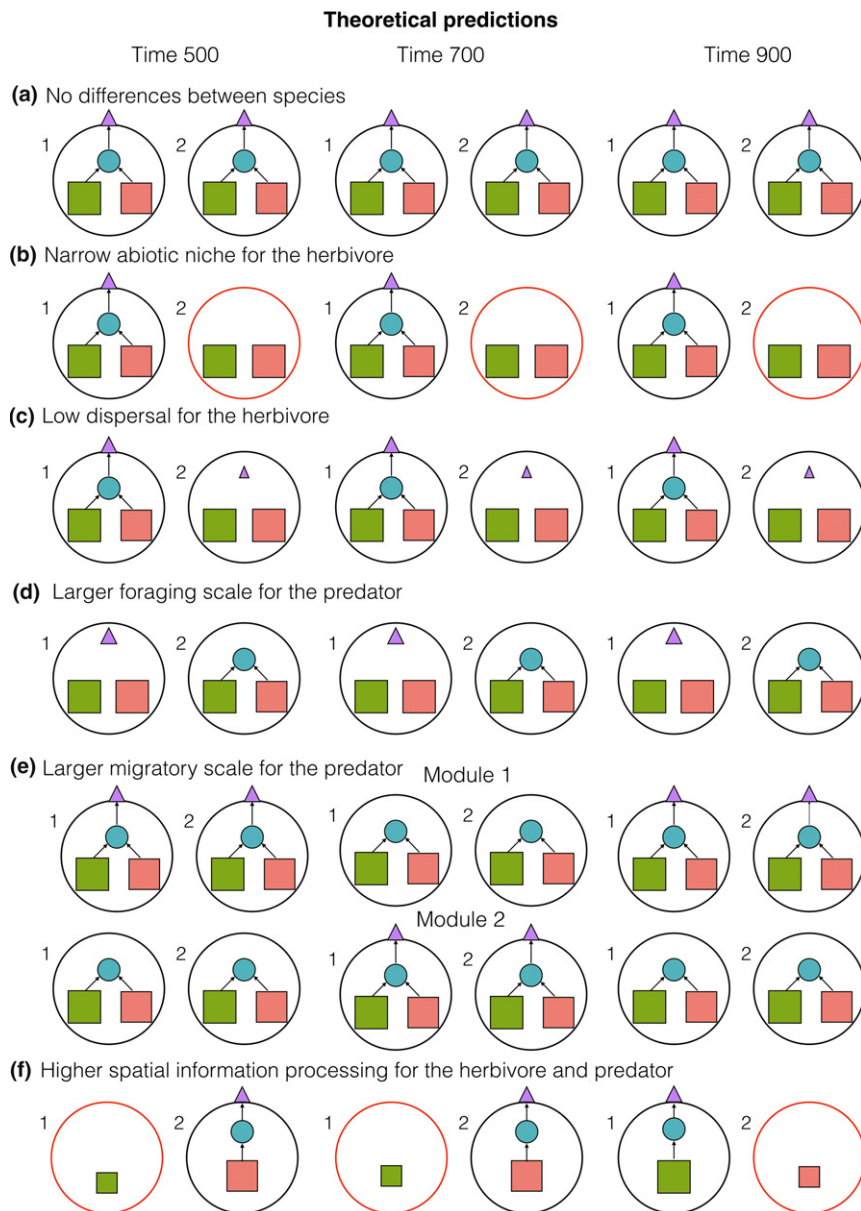 Theoretical predictions
Time 500 Time 700 Time 900
(a) No differences between species
1 2 1 2 1 2
(b) Narrow abiotic niche for the herbivore
1 2 1 2 1 2
(c) Low dispersal for the herbivore
1 2 1 2 1 2
(d) Larger foraging scale for the predator
1 2 1 2 1 2
(e) Larger migratory scale for the predator
Module 1
1 2 1 2 1 2
Module 2
1 2 1 2 1 2
(f) Higher spatial information processing for the herbivore and predator
1 2 1 2 1 2